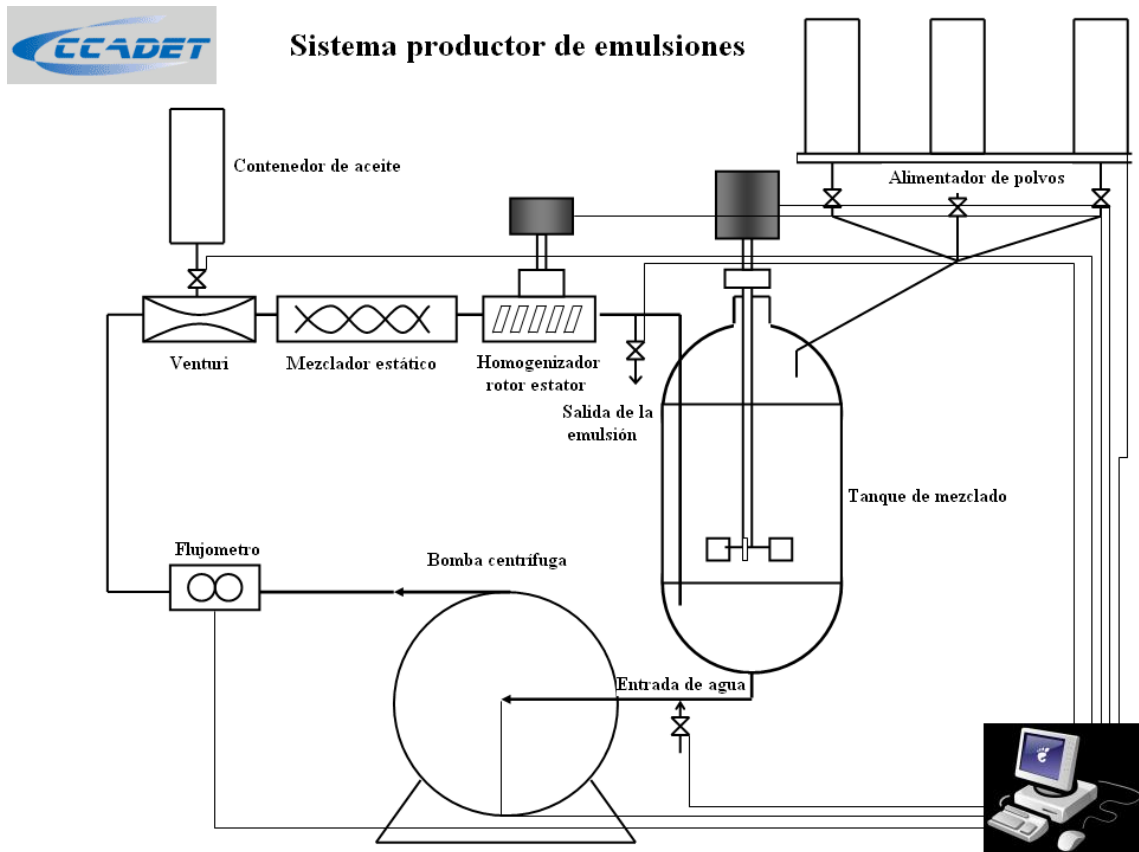 CCADET
Sistema productor de emulsiones
Contenedor de aceite
Alimentador de polvos
Venturi
Mezclador estático
Homogenizador
rotor estator
Salida de la
emulsión
Tanque de mezclado
Flujometro
Bomba centrífuga
Entrada de agua